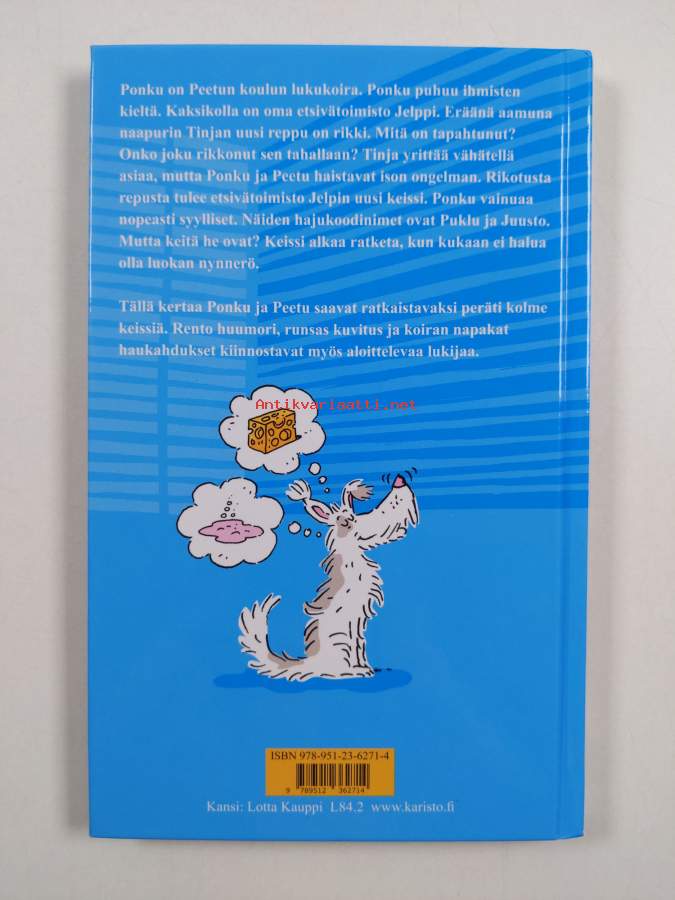 Ponku on Peetun koulun lukukoira. Ponku puhuu ihmisten
kieltä. Kaksikolla on oma etsivätoimisto Jelppi. Eräänä aamuna
naapurin Tinjan uusi reppu on rikki. Mitä on tapahtunut?
Onko joku rikkonut sen tahallaan? Tinja yrittää vähätellä
asiaa, mutta Ponku ja Peetu haistavat ison ongelman. Rikotusta
repusta tulee etsivätoimisto Jelpin uusi keissi. Ponku vainuaa
nopeasti syylliset. Näiden hajukoodinimet ovat Puklu ja Juusto.
Mutta keitä he ovat? Keissi alkaa ratketa, kun kukaan ei halua
olla luokan nynnerö.
Tällä kertaa Ponku ja Peetu saavat ratkaistavaksi peräti kolme
keissiä. Rento huumori, runsas kuvitus ja koiran napakat
haukahdukset kiinnostavat myös aloittelevaa lukijaa.
Antikvariaatti.net
ISBN 978-951-23-6271-4
9 789512 362714
Kansi: Lotta Kauppi L84.2 www.karisto.fi